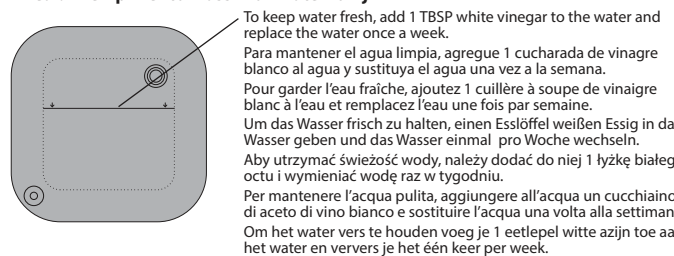 To keep water fresh, add 1 TBSP white vinegar to the water and
replace the water once a week.
Para mantener el agua limpia, agregue 1 cucharada de vinagre
blanco al agua y sustituya el agua una vez a la semana.
Pour garder l'eau fraîche, ajoutez 1 cuillère à soupe de vinaigre
blanc à l'eau et remplacez l'eau une fois par semaine.
Um das Wasser frisch zu halten, einen Esslöffel weißen Essig in da
Wasser geben und das Wasser einmal pro Woche wechseln.
Aby utrzymać świeżość wody, należy dodać do niej 1 łyżkę białeg
octu i wymieniać wodę raz w tygodniu.
Per mantenere l'acqua pulita, aggiungere all'acqua un cucchiaino
di aceto di vino bianco e sostituire l'acqua una volta alla settiman
Om het water vers te houden voeg je 1 eetlepel witte azijn toe aa
het water en ververs je het één keer per week.